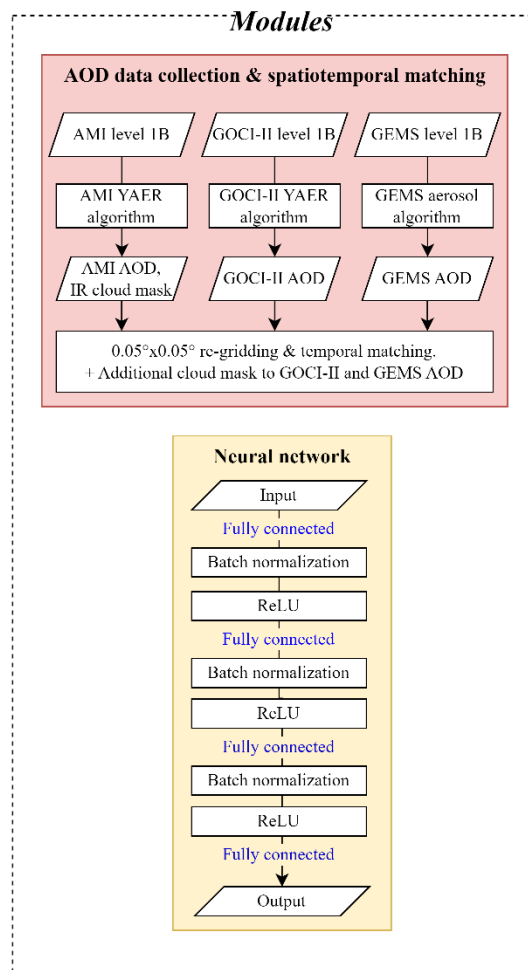 Modules
AOD data collection & spatiotemporal matching
AMI level 1B
GOCI-II level 1B
GEMS level 1B
AMI YAER
algorithm
GOCI-II YAER
algorithm
GEMS aerosol
algorithm
AMI AOD,
IR cloud mask
GOCI-II AOD
GEMS AOD
0.05°x0.05° re-gridding & temporal matching.
+ Additional cloud mask to GOCI-II and GEMS AOD
Neural network
Input
Fully connected
Batch normalization
ReLU
Fully connected
Batch normalization
ReLU
Fully connected
Batch normalization
ReLU
Fully connected
Output